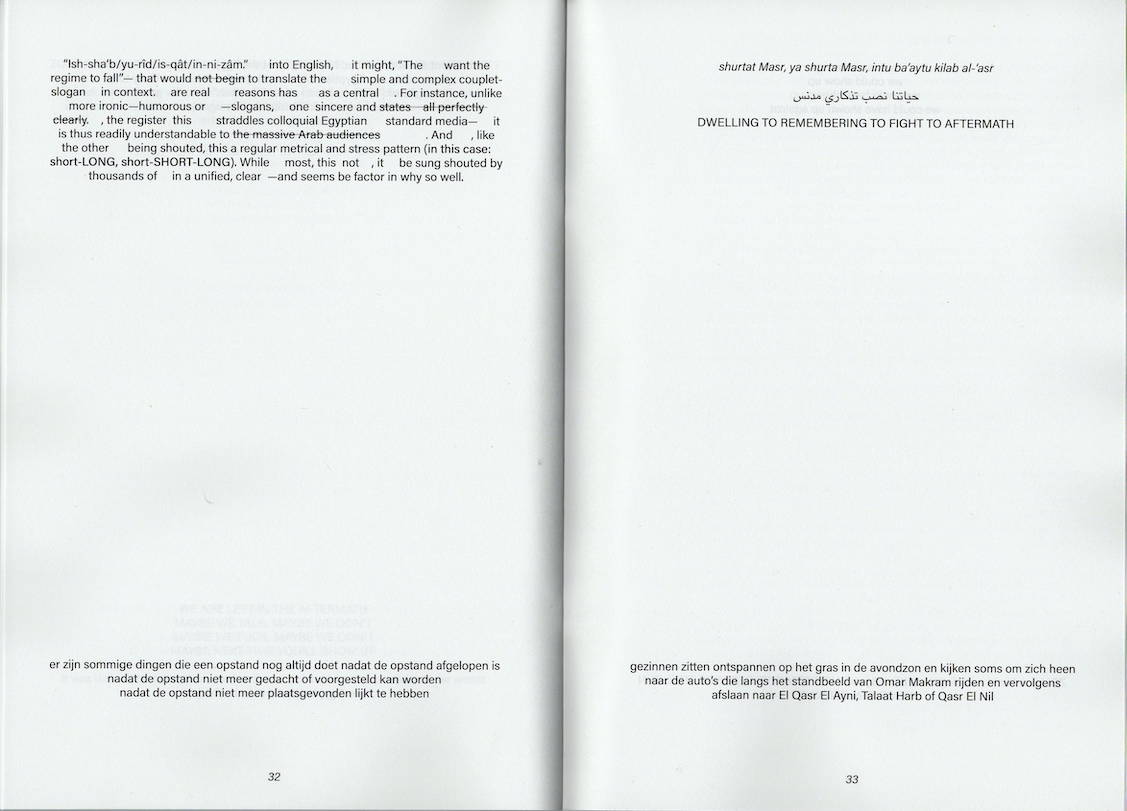 "Ish-sha'b/yu-rîd/is-qât/in-ni-zâm." into English, it might, "The want the
regime to fall"— that would not begin to translate the simple and complex couplet-
slogan in context. are real reasons has as a central . For instance, unlike
more ironic—humorous or —slogans, one sincere and states all perfectly
clearly. , the register this straddles colloquial Egyptian standard media— it
is thus readily understandable to the massive Arab audiences . And , like
the other being shouted, this a regular metrical and stress pattern (in this case:
short-LONG, short-SHORT-LONG). While most, this not , it be sung shouted by
thousands of in a unified, clear —and seems be factor in why so well.
er zijn sommige dingen die een opstand nog altijd doet nadat de opstand afgelopen is
nadat de opstand niet meer gedacht of voorgesteld kan worden
nadat de opstand niet meer plaatsgevonden lijkt te hebben
32
shurtat Masr, ya shurta Masr, intu ba'aytu kilab al-'asr
حياتنا نصب تذكاري مدنس
DWELLING TO REMEMBERING TO FIGHT TO AFTERMATH
gezinnen zitten ontspannen op het gras in de avondzon en kijken soms om zich heen
naar de auto's die langs het standbeeld van Omar Makram rijden en vervolgens
afslaan naar El Qasr El Ayni, Talaat Harb of Qasr El Nil
33